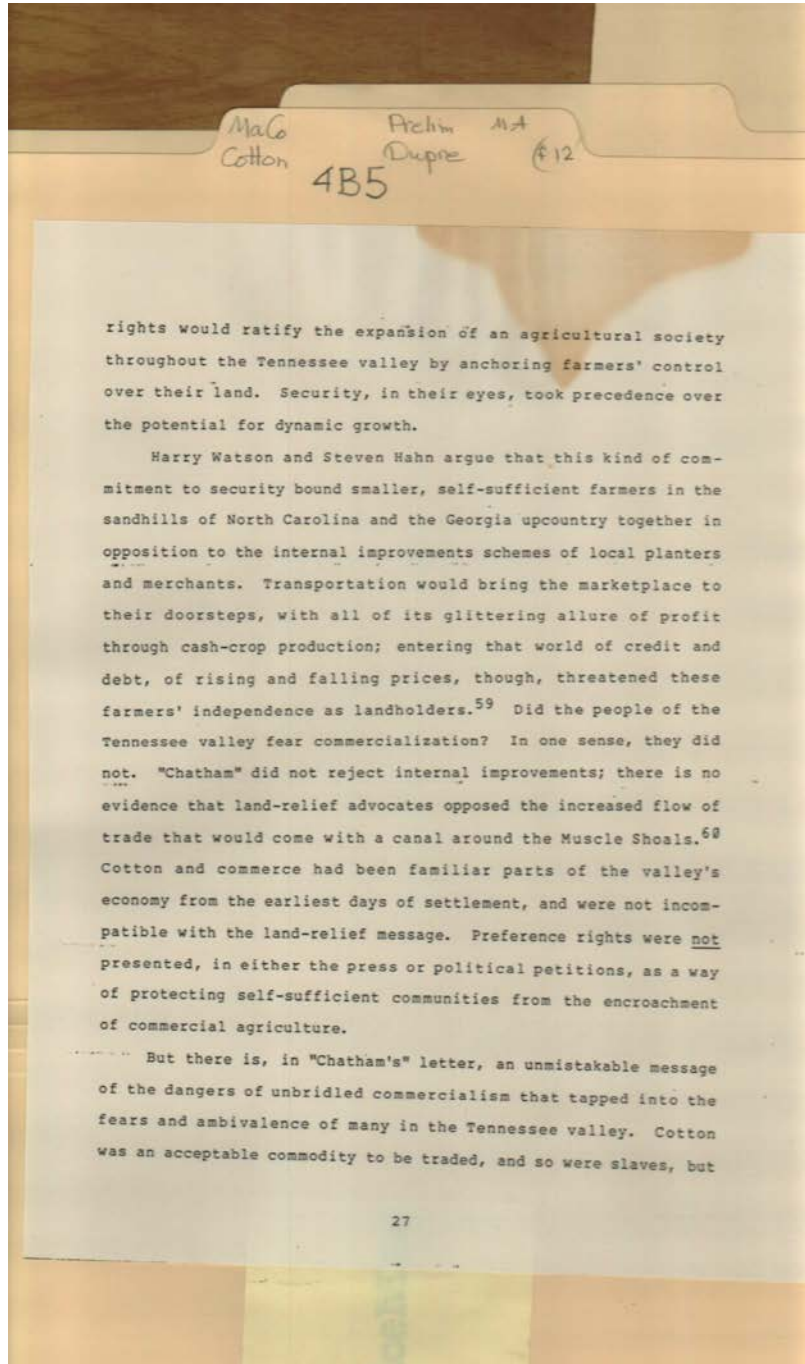 MaCo Prelim MA
Cotton Dupre
4B5
rights would ratify the expansion of an agricultural society
throughout the Tennessee valley by anchoring farmers' control
over their land. Security, in their eyes, took precedence over
the potential for dynamic growth.
Harry Watson and Steven Hahn argue that this kind of com-
mitment to security bound smaller, self-sufficient farmers in the
sandhills of North Carolina and the Georgia upcountry together in
opposition to the internal improvements schemes of local planters
and merchants. Transportation would bring the marketplace to
their doorsteps, with all of its glittering allure of profit
through cash-crop production; entering that world of credit and
debt, of rising and falling prices, though, threatened these
farmers' independence as landholders.59 Did the people of the
Tennessee valley fear commercialization? In one sense, they did
not. "Chatham" did not reject internal improvements; there is no
evidence that land-relief advocates opposed the increased flow of
trade that would come with a canal around the Muscle Shoals.60
Cotton and commerce had been familiar parts of the valley's
economy from the earliest days of settlement, and were not incom-
patible with the land-relief message. Preference rights were not
presented, in either the press or political petitions, as a way
of protecting self-sufficient communities from the encroachment
of commercial agriculture.
But there is, in "Chatham's" letter, an unmistakable message
of the dangers of unbridled commercialism that tapped into the
fears and ambivalence of many in the Tennessee valley. Cotton
was an acceptable commodity to be traded, and so were slaves, but
27